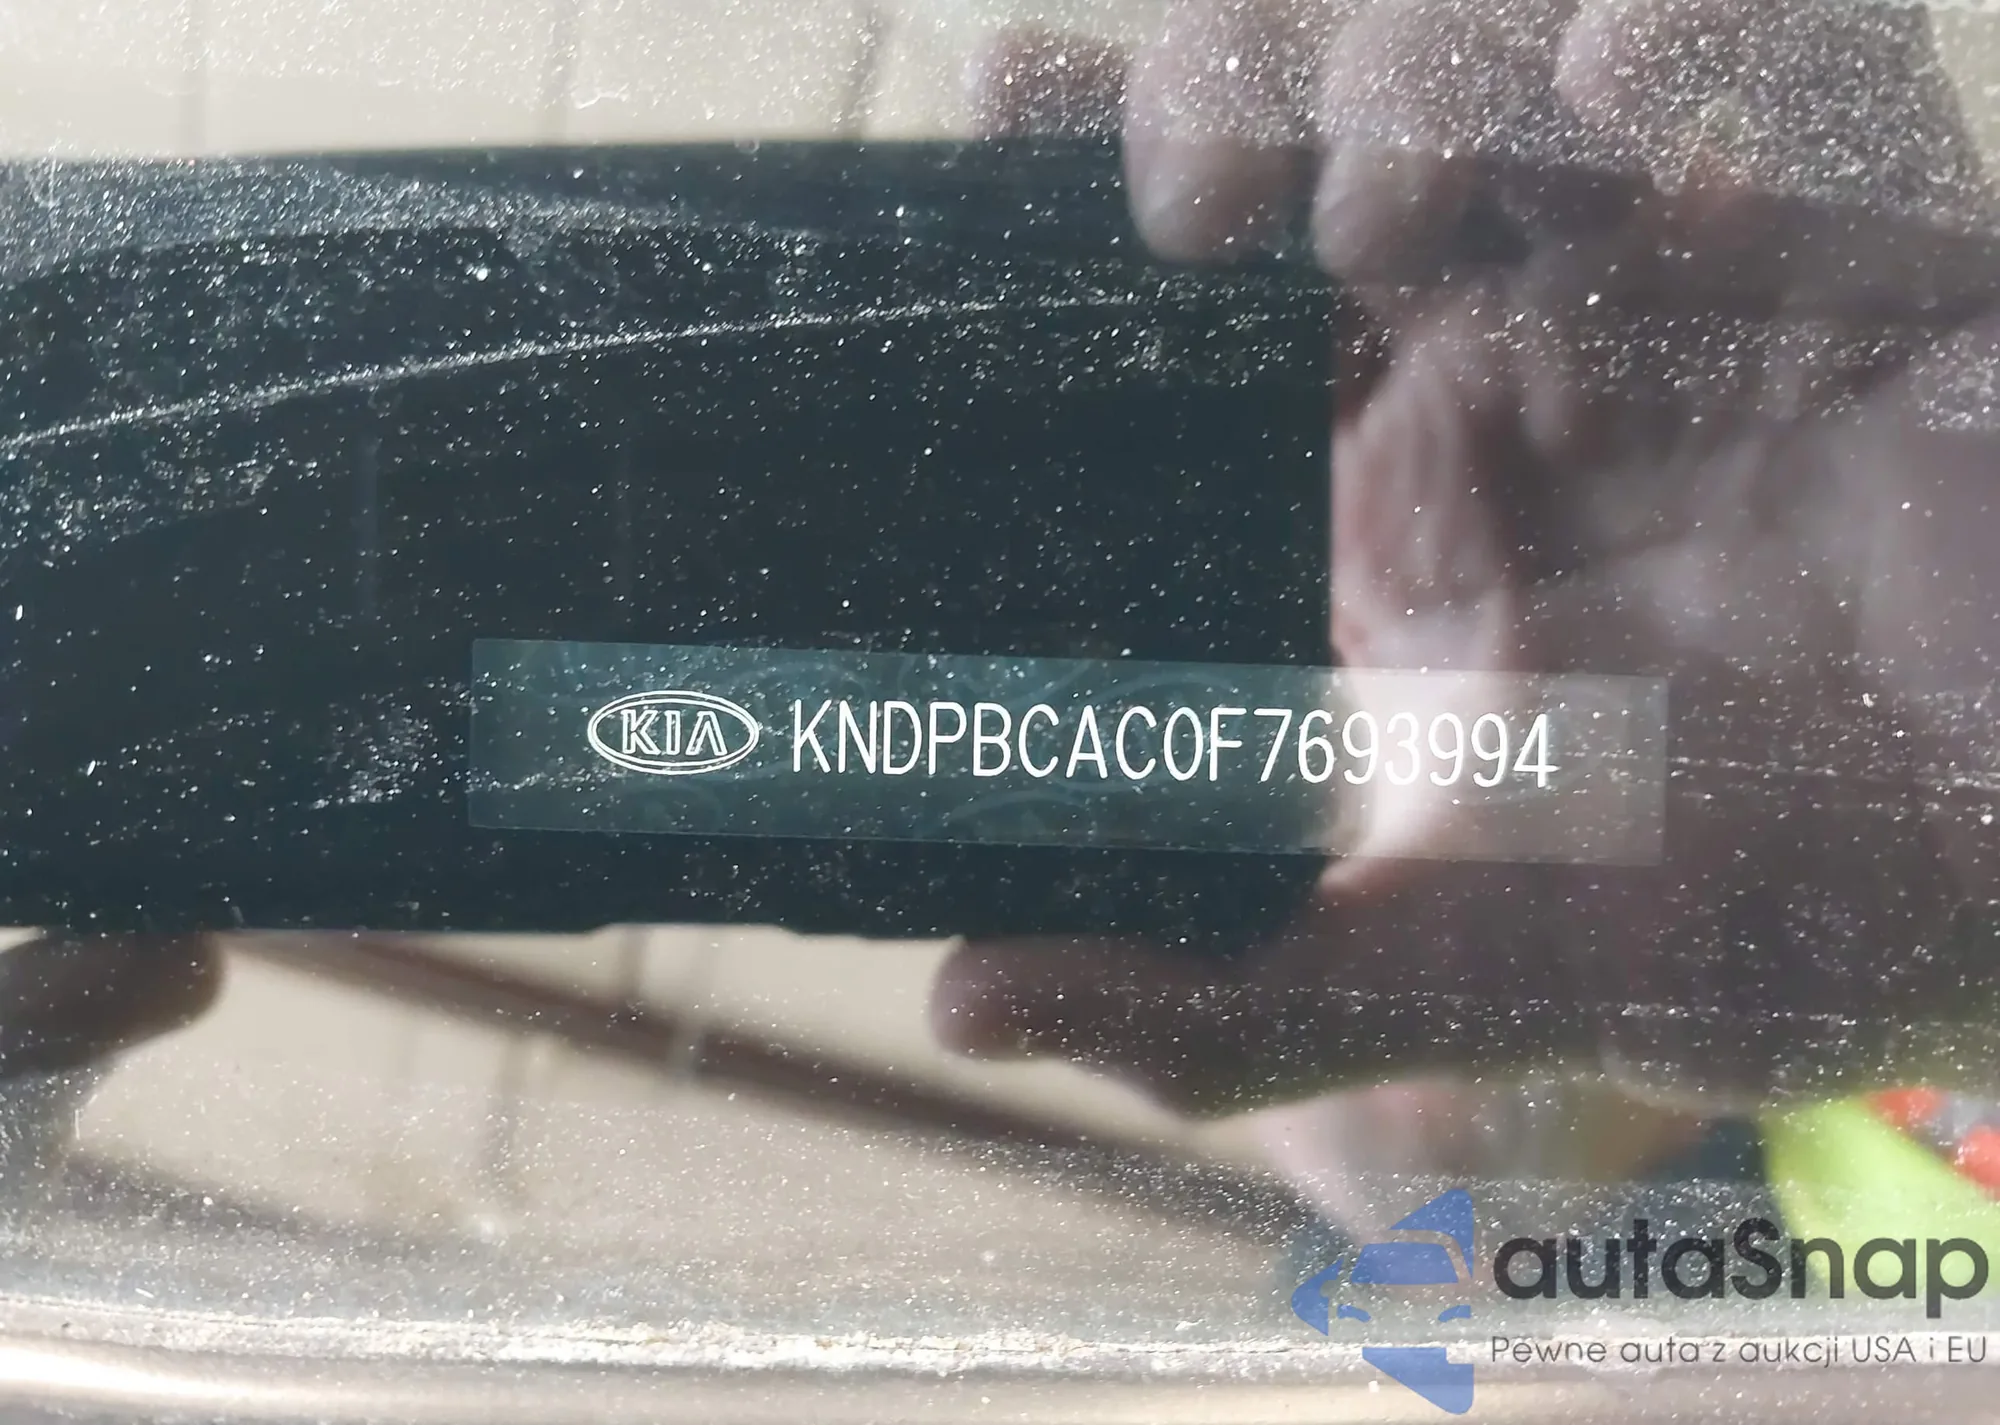 KIA KNDPBCAC0F7693994
autaSnap
Pewne auta z aukcji USA i EU